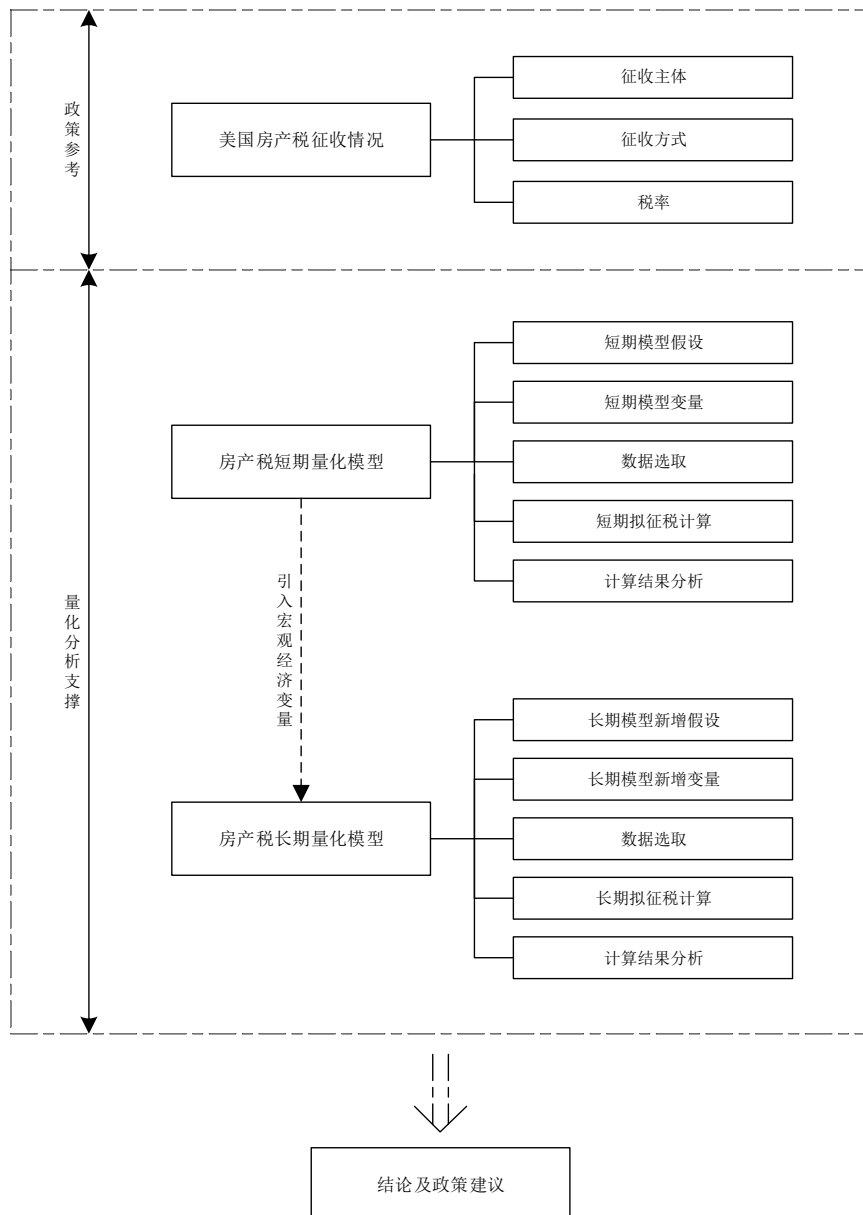 政策参考
美国房产税征收情况
征收主体
征收方式
税率
量化分析支撑
房产税短期量化模型
短期模型假设
短期模型变量
数据选取
短期拟征税计算
计算结果分析
引入宏观经济变量
房产税长期量化模型
长期模型新增假设
长期模型新增变量
数据选取
长期拟征税计算
计算结果分析
结论及政策建议